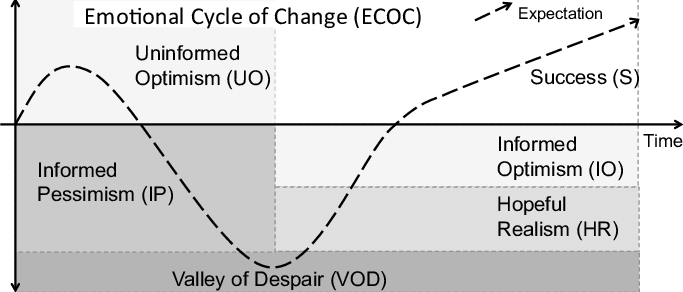 Emotional Cycle of Change (ECOC)
Expectation
Uninformed
Optimism (UO)
Success (S)
Time
Informed
Pessimism (IP)
Informed
Optimism (IO)
Hopeful
Realism (HR)
Valley of Despair (VOD)